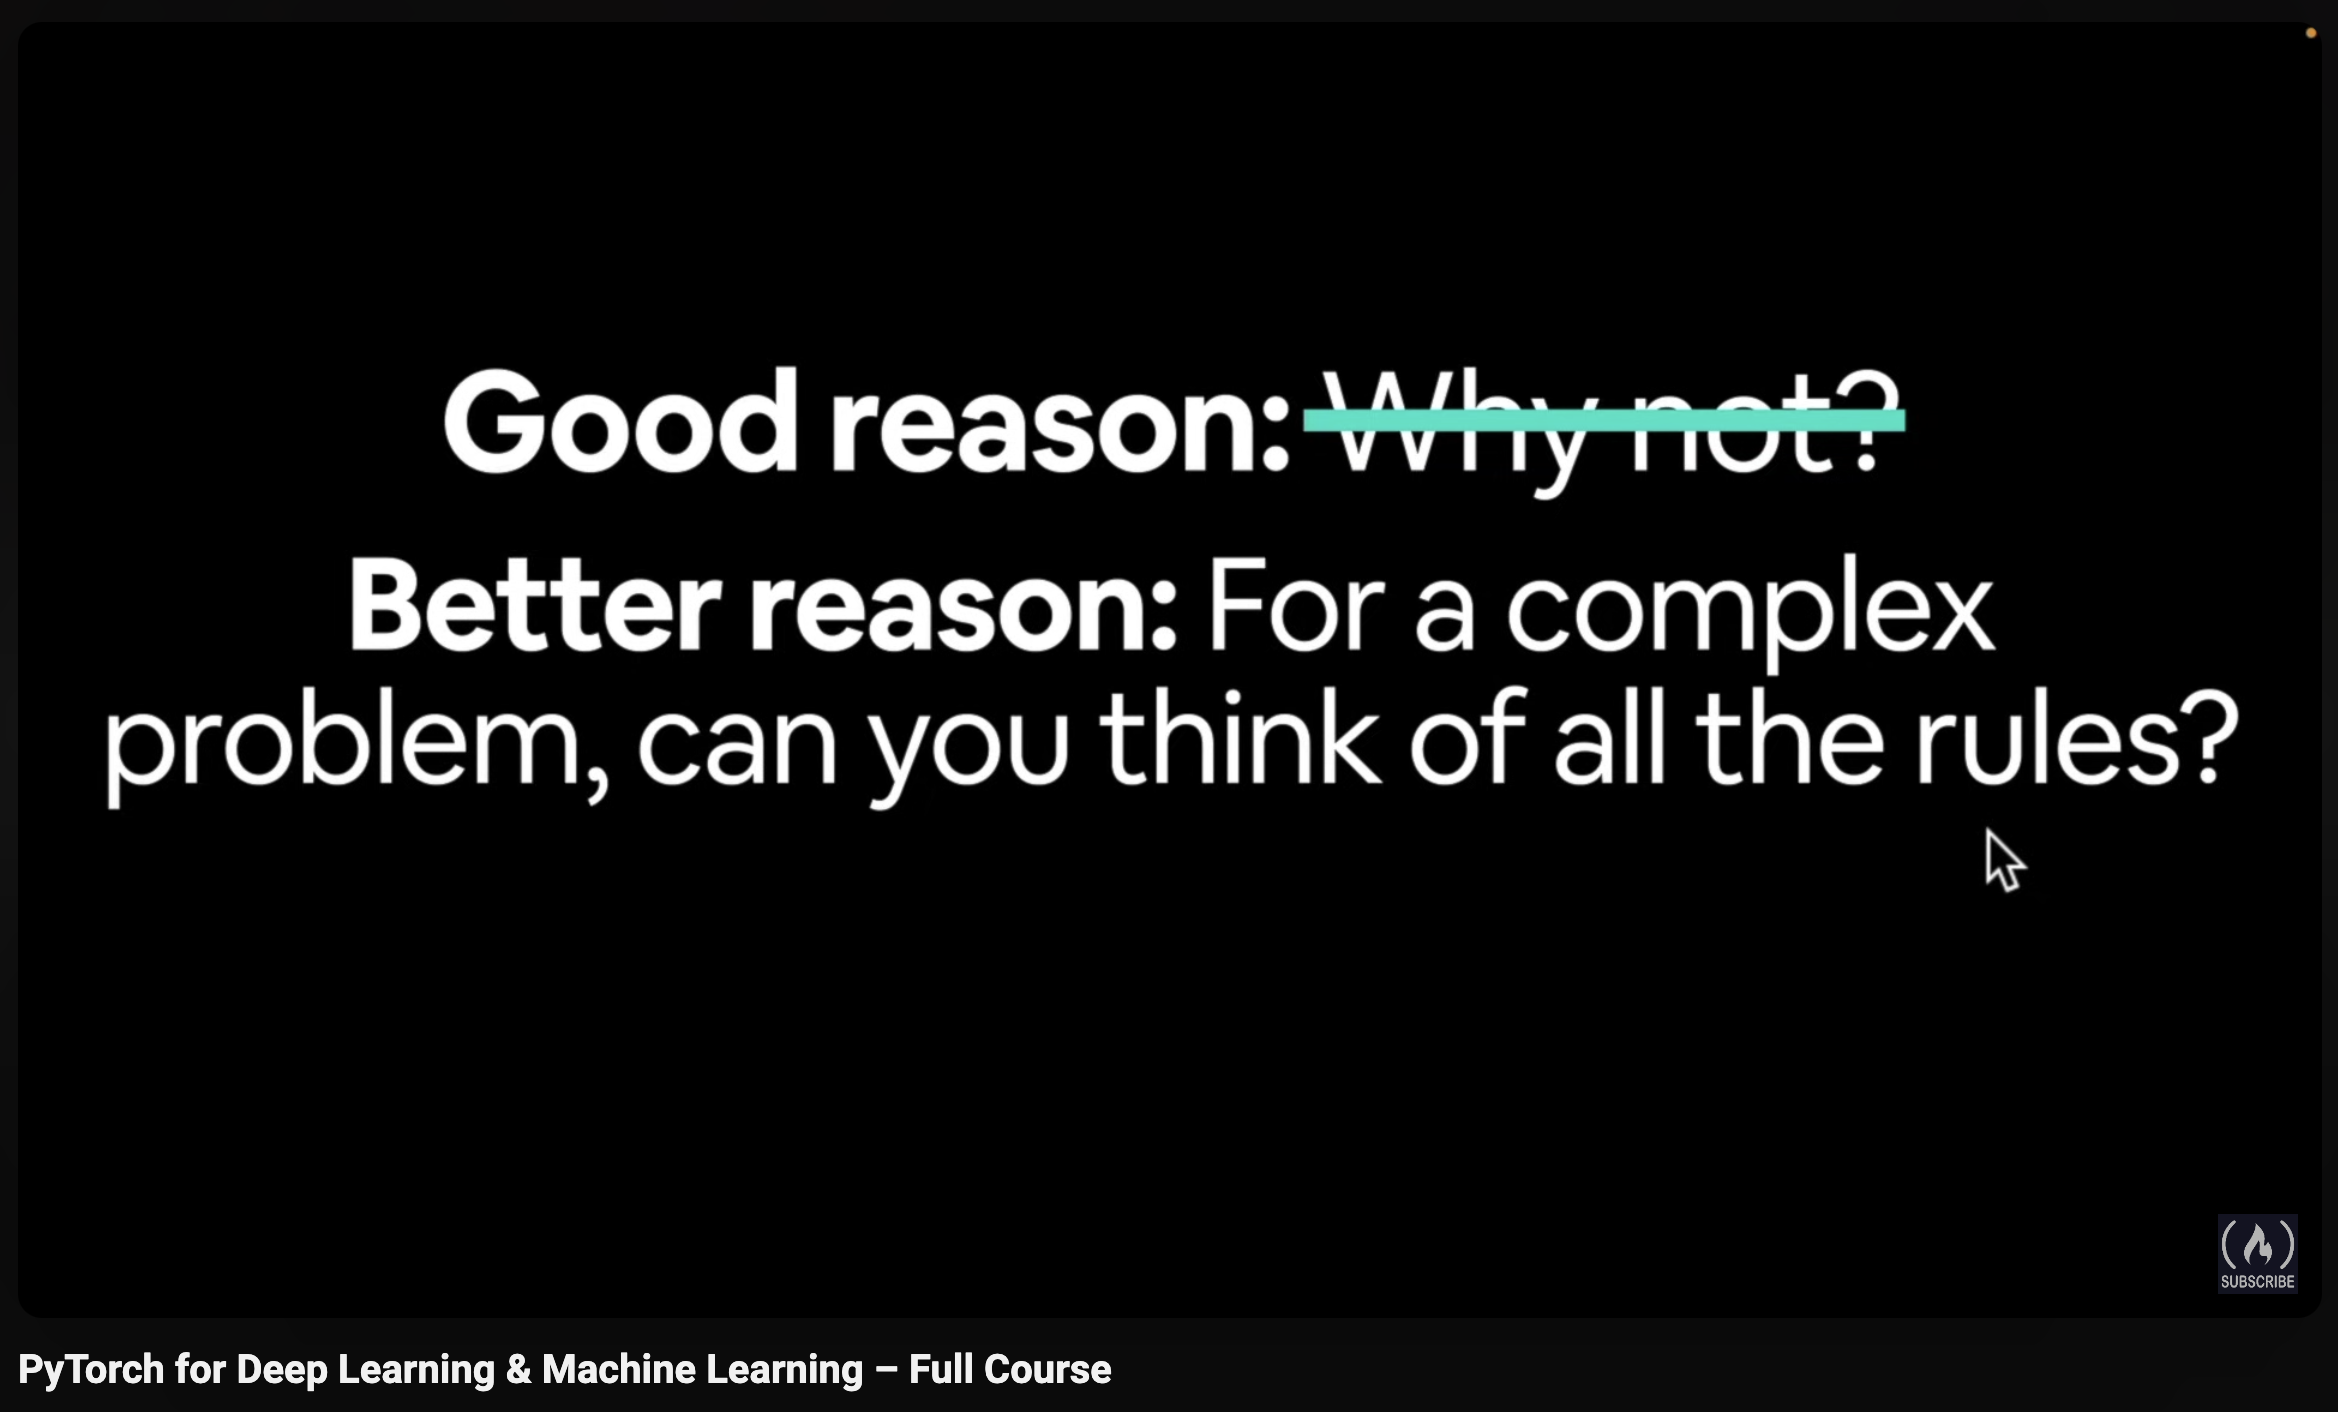 Good reason: Why not?
Better reason: For a complex
problem, can you think of all the rules?
SUBSCRIBE
PyTorch for Deep Learning & Machine Learning – Full Course